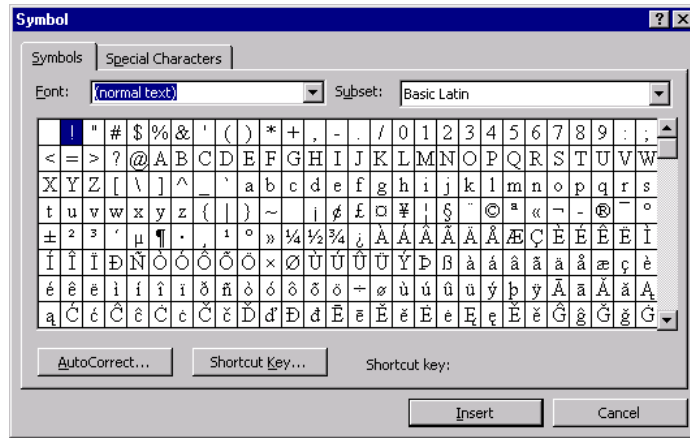 Symbol
Symbols Special Characters
Font: (normal text) Subset: Basic Latin
! " # $ % & ' ( ) * + , - . / 0 1 2 3 4 5 6 7 8 9 : ;
< = > ? @ A B C D E F G H I J K L M N O P Q R S T U V W
X Y Z [ \ ] ^ _ ` a b c d e f g h i j k l m n o p q r s
t u v w x y z { | } ~ ¡ ¢ £ ¤ ¥ ¦ § ¨ © ª « ¬ - ® ¯ °
± ² ³ ´ µ ¶ · ¸ ¹ º » ¼ ½ ¾ ¿ À Á Â Ã Ä Å Æ Ç È É Ê Ë Ì
Í Î Ï Ð Ñ Ò Ó Ô Õ Ö × Ø Ù Ú Û Ü Ý Þ ß à á â ã ä å æ ç è
é ê ë ì í î ï ð ñ ò ó ô õ ö ÷ ø ù ú û ü ý þ ÿ Ā ā Ă ă Ą
ą Ć ć Ĉ ĉ Ċ ċ Č č Ď ď Đ đ Ē ē Ĕ ĕ Ė ė Ę ę Ě ě Ĝ ĝ Ğ ğ Ġ
AutoCorrect... Shortcut Key... Shortcut key:
Insert Cancel